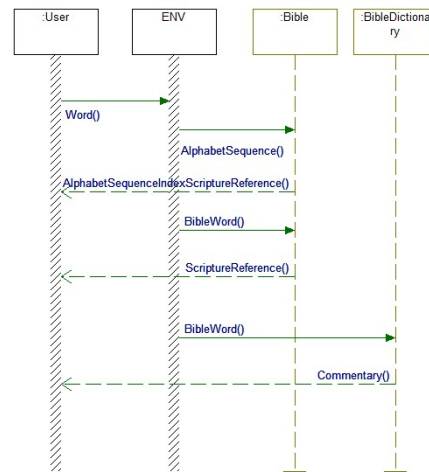 :User
ENV
:Bible
:BibleDictiona
ry
Word()
AlphabetSequence()
AlphabetSequenceIndexScriptureReference()
BibleWord()
ScriptureReference()
BibleWord()
Commentary()